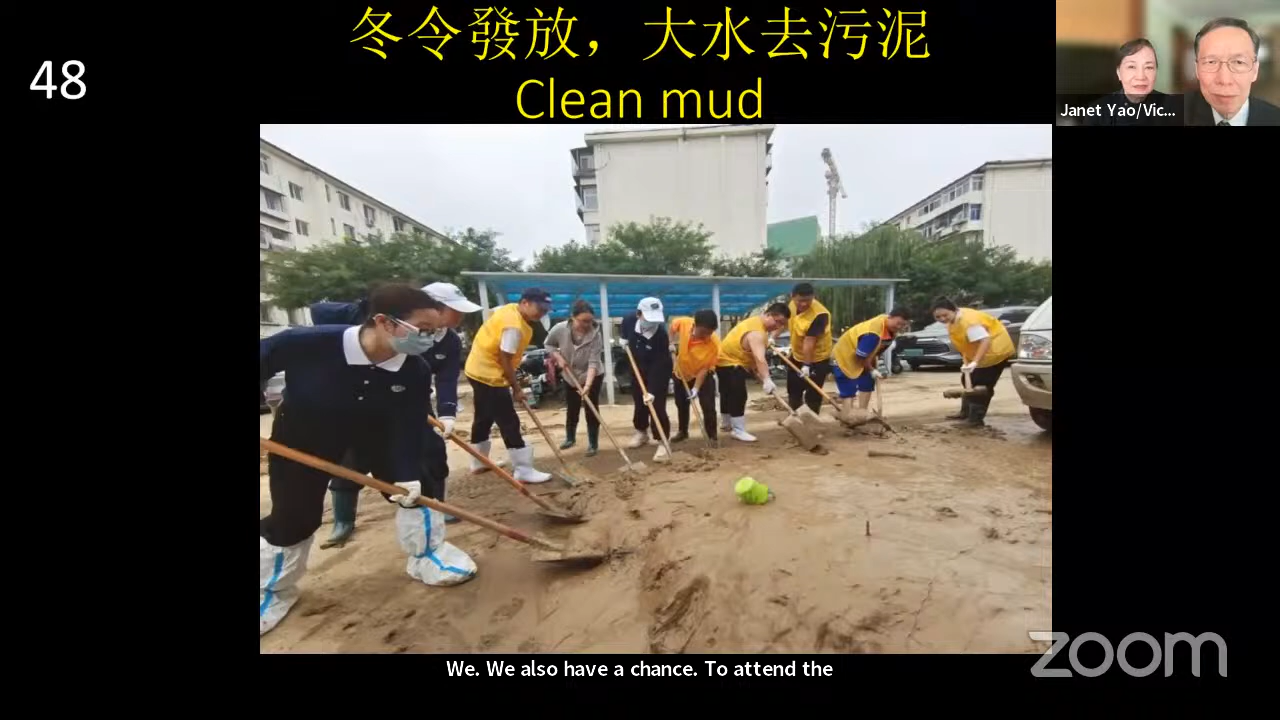 冬令發放，大水去污泥
48
Clean mud
Janet Yao/Vic...
We. We also have a chance. To attend the
zoom